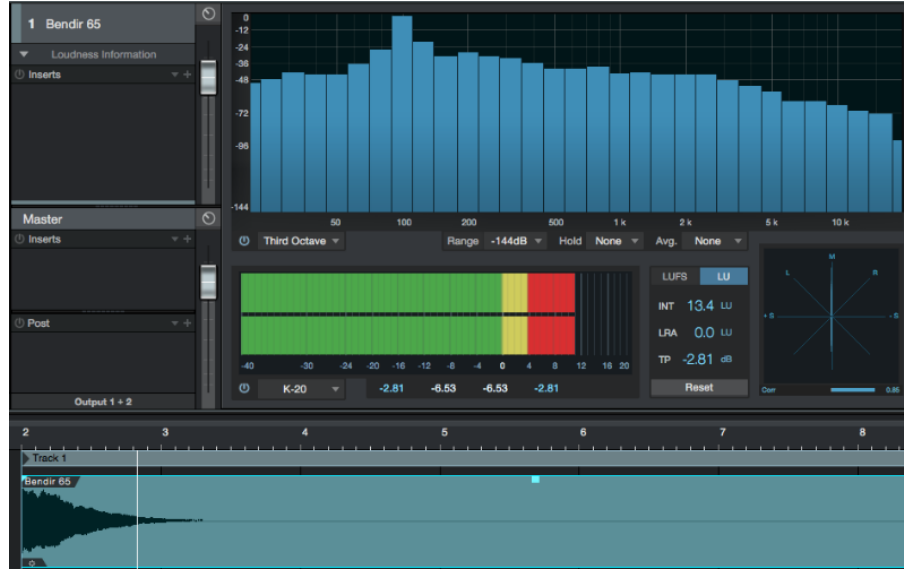 1 Bendir 65
Loudness Information
Inserts
Master
Inserts
Post
Output 1 + 2
0
-12
-24
-36
-48
-72
-96
-144
50 100 200 500 1 k 2 k 5 k 10 k
Third Octave Range -144dB Hold None Avg. None
-40 -30 -24 -20 -16 -12 -8 -4 0 4 8 12 16 20
K-20 -2.81 -6.53 -6.53 -2.81
LUFS LU
INT 13.4 LU
LRA 0.0 LU
TP -2.81 dB
Reset
M
L R
+ S - S
Corr 0.85
2 3 4 5 6 7 8
Track 1
Bendir 65